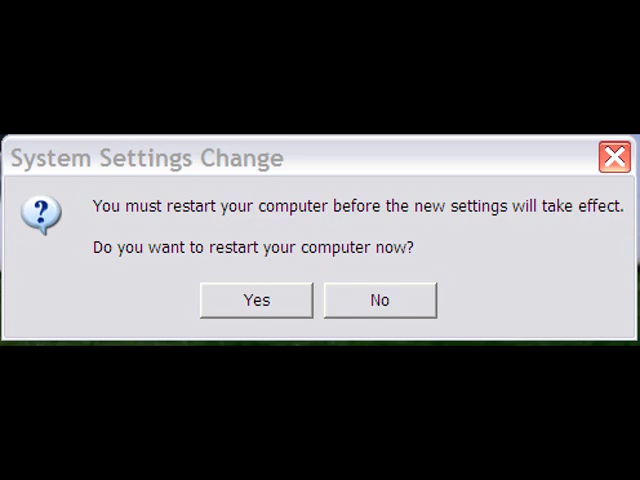 System Settings Change
You must restart your computer before the new settings will take effect.
Do you want to restart your computer now?
Yes No